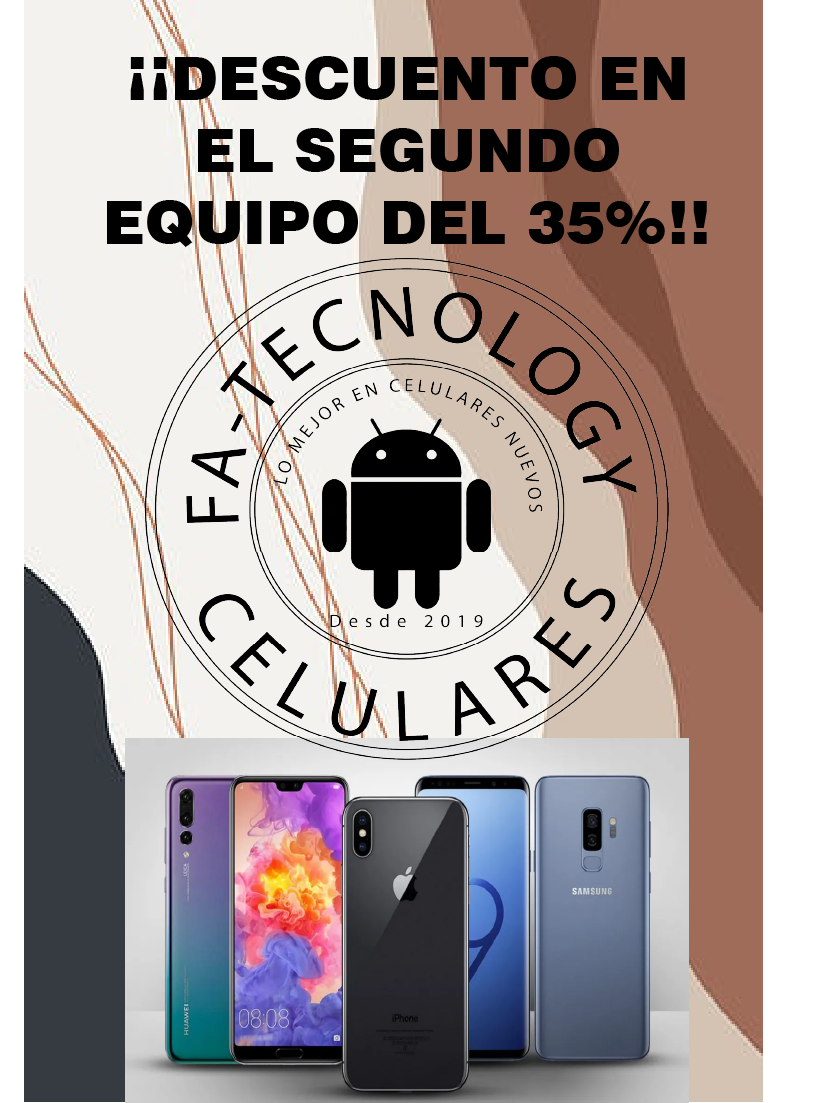 ¡¡DESCUENTO EN
EL SEGUNDO
EQUIPO DEL 35%!!
FA-TECNOLOGY
LO MEJOR EN CELULARES NUEVOS
Desde 2019
CELULARES
HUAWEI
08:08
iPhone
9
SAMSUNG